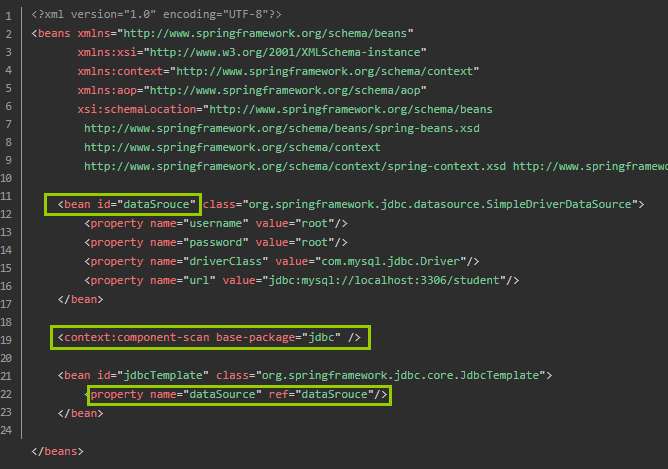 1 <?xml version="1.0" encoding="UTF-8"?>
2 <beans xmlns="http://www.springframework.org/schema/beans"
3 xmlns:xsi="http://www.w3.org/2001/XMLSchema-instance"
4 xmlns:context="http://www.springframework.org/schema/context"
5 xmlns:aop="http://www.springframework.org/schema/aop"
6 xsi:schemaLocation="http://www.springframework.org/schema/beans
7 http://www.springframework.org/schema/beans/spring-beans.xsd
8 http://www.springframework.org/schema/context
9 http://www.springframework.org/schema/context/spring-context.xsd http://www.springframework
10
11 <bean id="dataSrouce" class="org.springframework.jdbc.datasource.SimpleDriverDataSource">
12 <property name="username" value="root"/>
13 <property name="password" value="root"/>
14 <property name="driverClass" value="com.mysql.jdbc.Driver"/>
15 <property name="url" value="jdbc:mysql://localhost:3306/student"/>
16 </bean>
17
18 <context:component-scan base-package="jdbc" />
19
20
21 <bean id="jdbcTemplate" class="org.springframework.jdbc.core.JdbcTemplate">
22 <property name="dataSource" ref="dataSrouce"/>
23 </bean>
24
</beans>